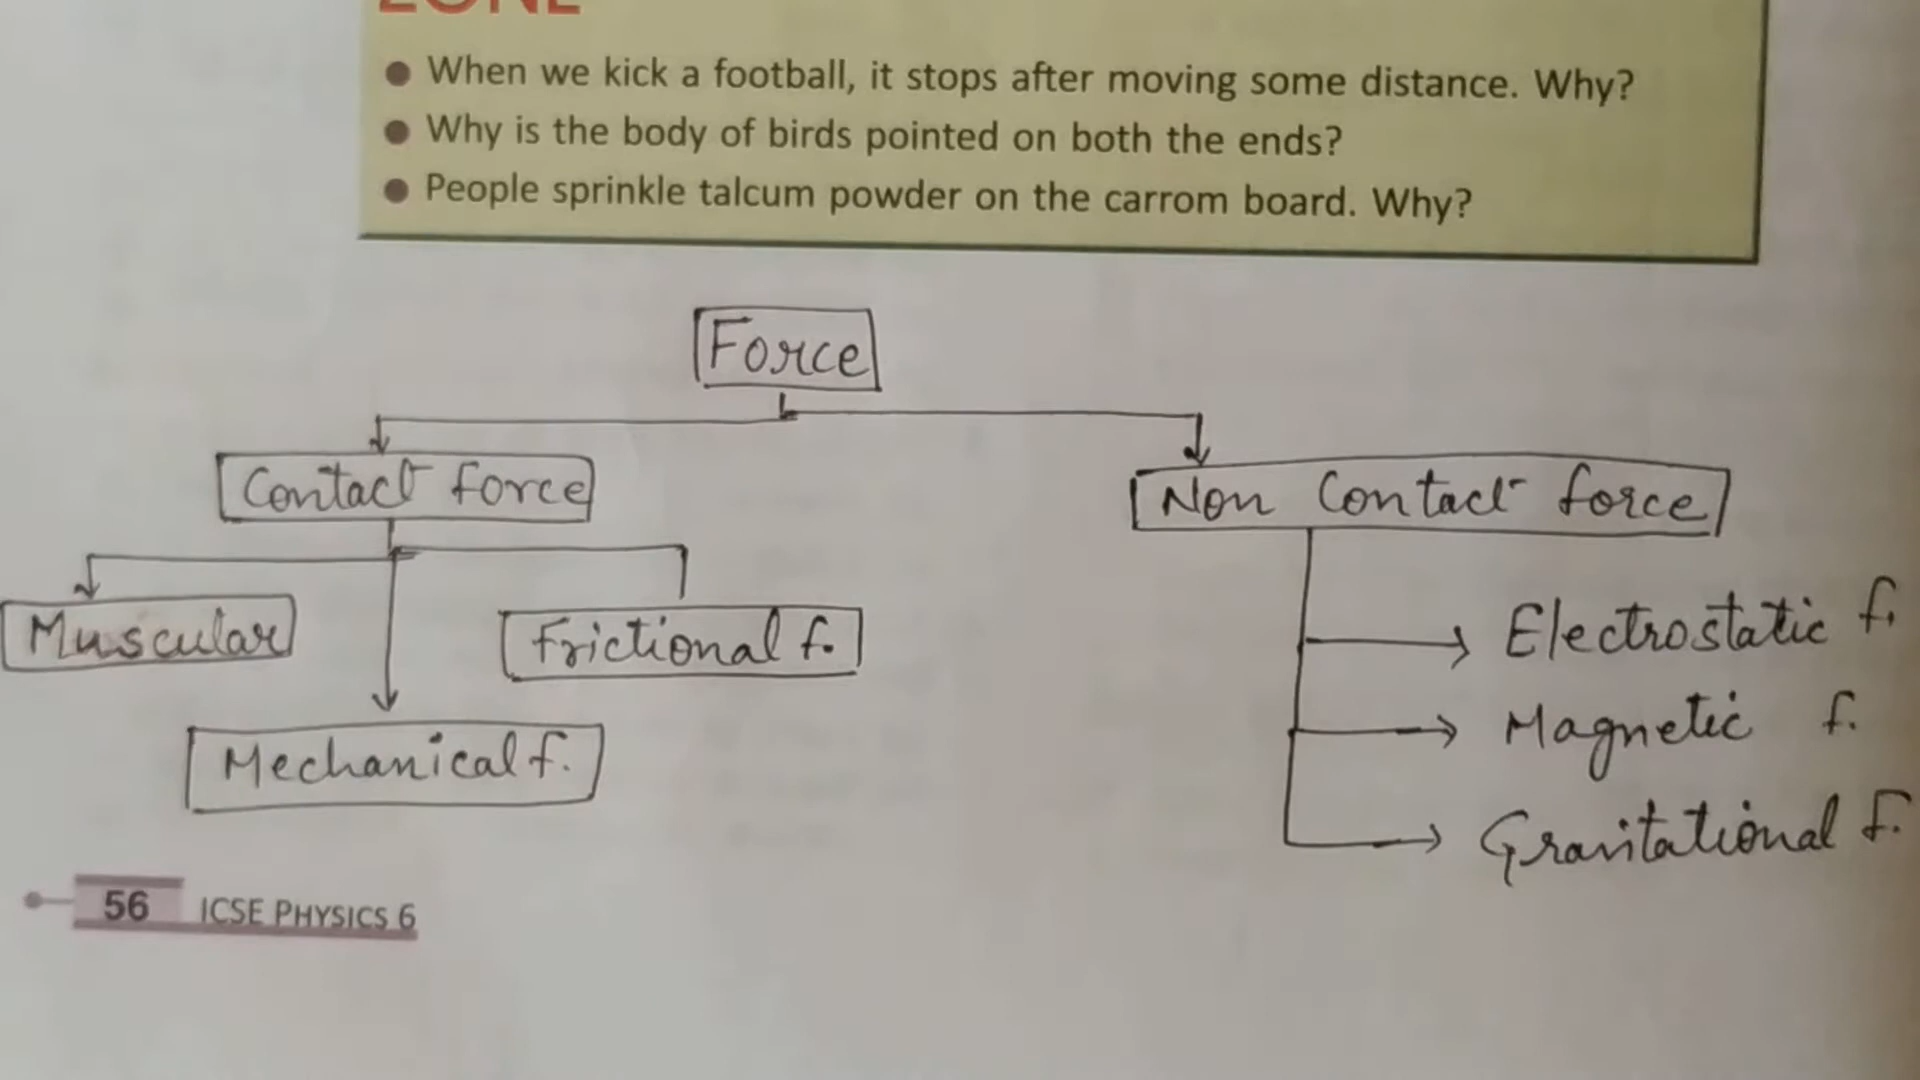 ZONE
● When we kick a football, it stops after moving some distance. Why?
● Why is the body of birds pointed on both the ends?
● People sprinkle talcum powder on the carrom board. Why?
Force
Contact force
Non Contact force
Muscular
Frictional f.
Mechanical f.
Electrostatic f.
Magnetic f.
Gravitational f.
56 ICSE PHYSICS 6